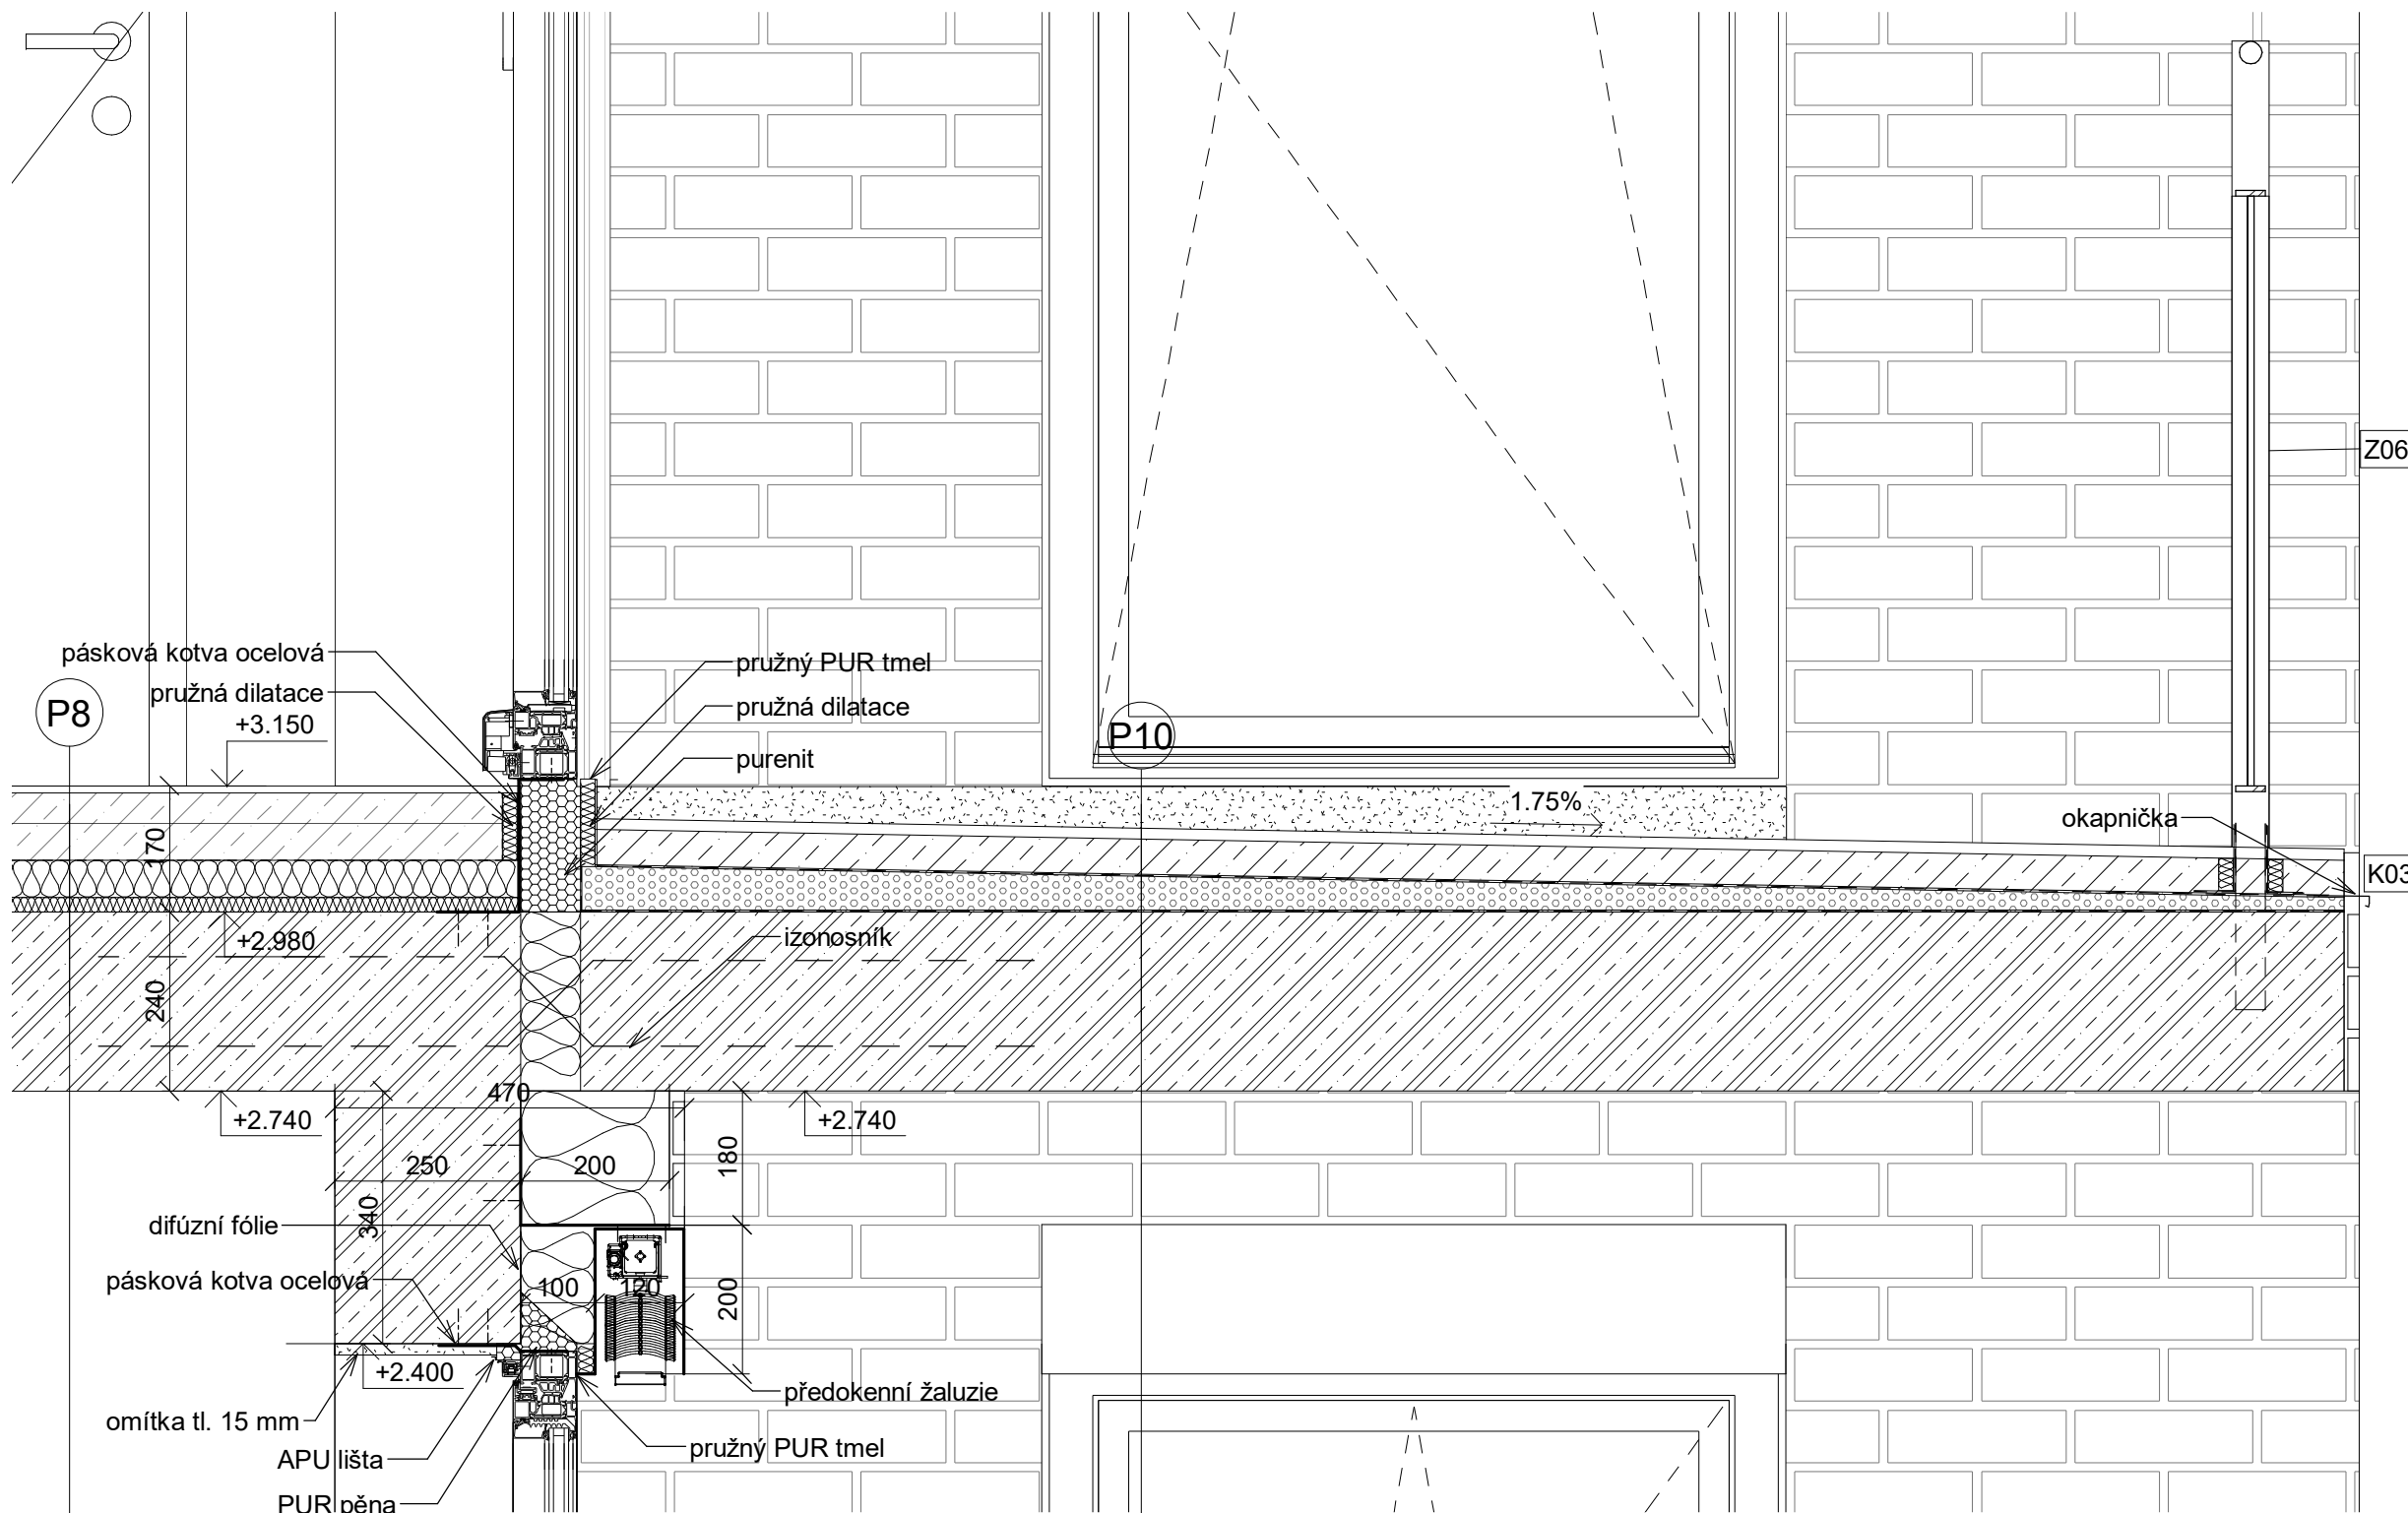 Z06
pásková kotva ocelová
pružný PUR tmel
pružná dilatace
pružná dilatace
P8
+3.150
P10
purenit
1.75%
okapnička
170
K03
+2.980
izonosník
240
470
+2.740
+2.740
180
250
200
340
difúzní fólie
pásková kotva ocelová
100
120
200
+2.400
předokenní žaluzie
omítka tl. 15 mm
pružný PUR tmel
APU lišta
PUR pěna